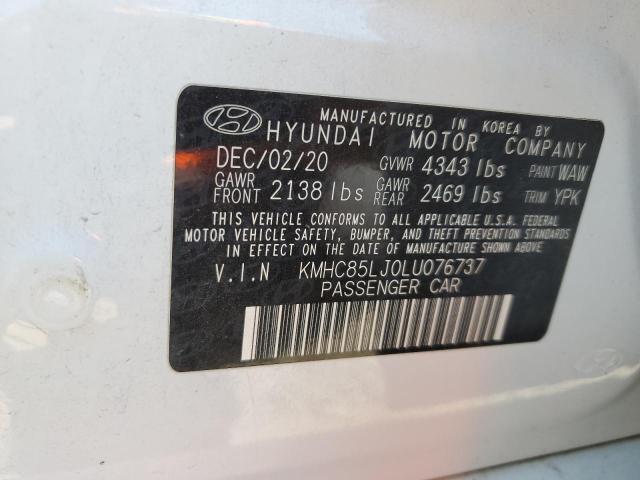 MANUFACTURED IN KOREA BY
HYUNDAI MOTOR COMPANY
DEC/02/20 GVWR 4343 lbs PAINT WAW
GAWR FRONT 2138 lbs GAWR REAR 2469 lbs TRIM YPK
THIS VEHICLE CONFORMS TO ALL APPLICABLE U.S.A. FEDERAL
MOTOR VEHICLE SAFETY, BUMPER, AND THEFT PREVENTION STANDARDS
IN EFFECT ON THE DATE OF MANUFACTURE SHOWN ABOVE.
V.I.N KMHC85LJ0LU076737
PASSENGER CAR